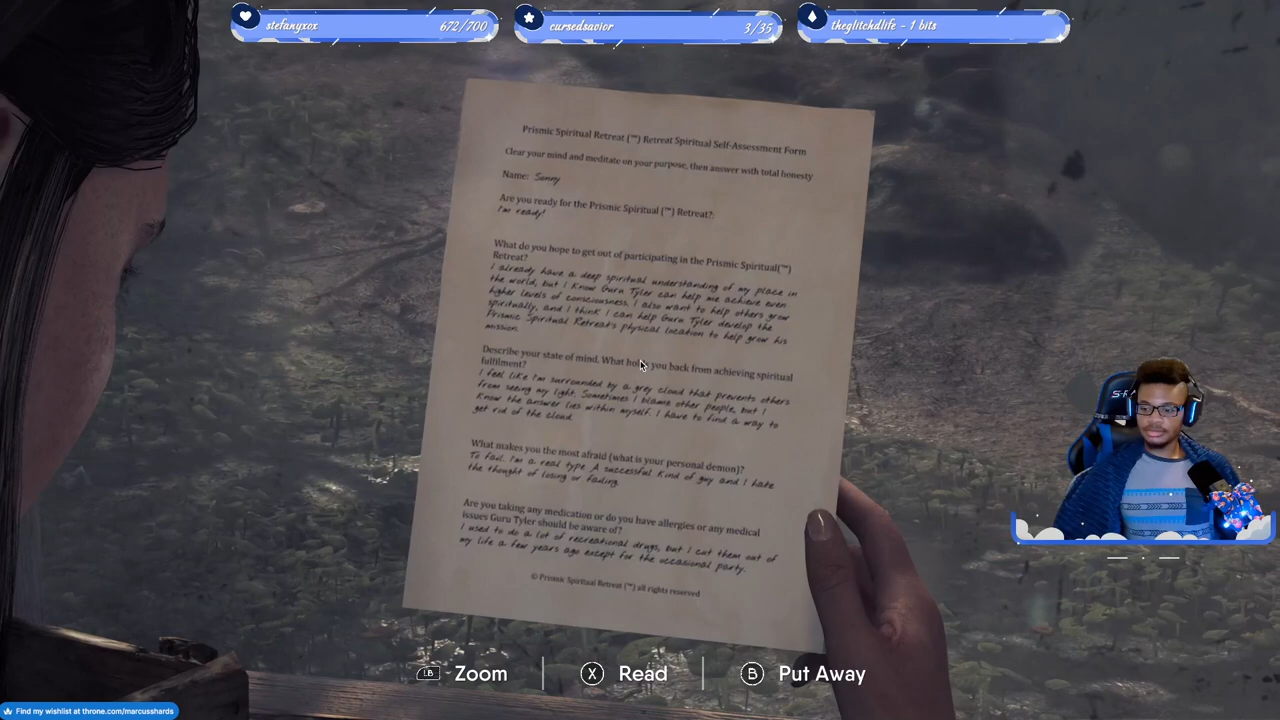 stefanyxox 672/700
cursedsavior 3/35
theglitchdlife - 1 bits
Prismic Spiritual Retreat (™) Retreat Spiritual Self-Assessment Form
Clear your mind and meditate on your purpose, then answer with total honesty
Name: Sonny
Are you ready for the Prismic Spiritual (™) Retreat?:
I'm ready!
What do you hope to get out of participating in the Prismic Spiritual(™)
Retreat?
I already have a deep spiritual understanding of my place in
the world, but I know Guru Tyler can help me achieve even
higher levels of consciousness. I also want to help others grow
spiritually, and I think I can help Guru Tyler develop the
Prismic Spiritual Retreat's physical location to help grow his
mission.
Describe your state of mind. What holds you back from achieving spiritual
fulfilment?
I feel like I'm surrounded by a grey cloud that prevents others
from seeing my light. Sometimes I blame other people, but I
know the answer lies within myself. I have to find a way to
get rid of the cloud.
What makes you the most afraid (what is your personal demon)?
To fail. I'm a real type A successful kind of guy and I hate
the thought of losing or failing.
Are you taking any medication or do you have allergies or any medical
issues Guru Tyler should be aware of?
I used to do a lot of recreational drugs, but I cut them out of
my life a few years ago except for the occasional party.
© Prismic Spiritual Retreat (™) all rights reserved
LB Zoom
X Read
B Put Away
Find my wishlist at throne.com/marcusshards